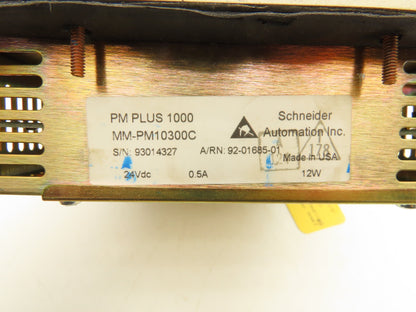 PM PLUS 1000
Schneider
MM-PM10300C
Automation Inc.
S/N: 93014327 A/RN: 92-01685-01
Made in USA
178
24Vdc 0.5A 12W